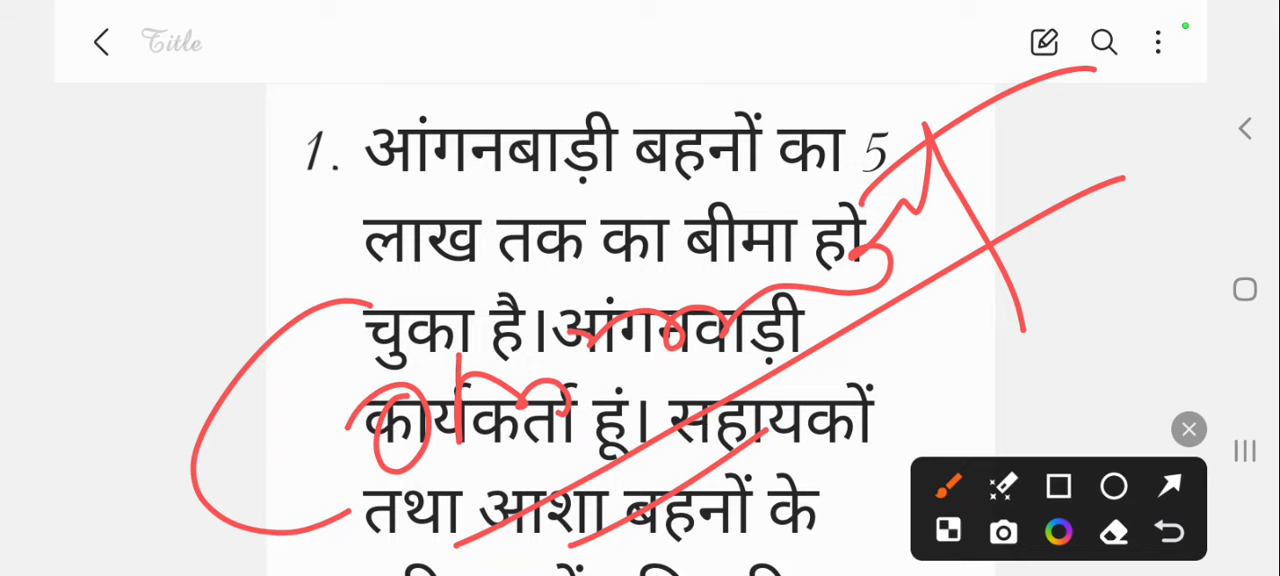 Title
1. आंगनबाड़ी बहनों का 5
लाख तक का बीमा हो
चुका है।आंगनवाड़ी
कार्यकर्ता हूं। सहायकों
तथा आशा बहनों के